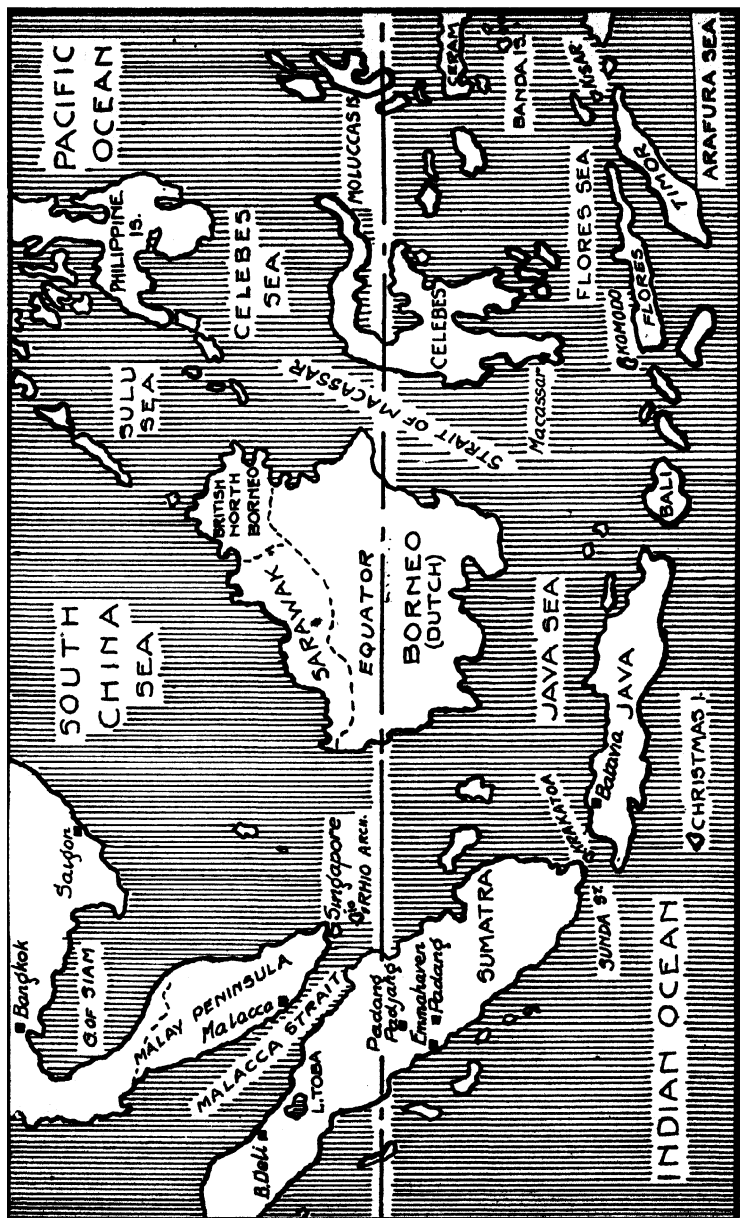 PACIFIC
OCEAN
PHILIPPINE
IS.
CELEBES
SEA
MOLUCCAS IS
SERAM
BANDA IS.
KISAR
ARAFURA SEA
TIMOR
FLORES SEA
FLORES
KOMODO
CELEBES
Macassar
STRAIT OF MACASSAR
SULU
SEA
BRITISH
NORTH
BORNEO
SARAWAK
EQUATOR
BORNEO
(DUTCH)
BALI
JAVA SEA
JAVA
Batavia
CHRISTMAS I.
SOUTH
CHINA
SEA
Saigon
Bangkok
G. OF SIAM
MALAY PENINSULA
Malacca
MALACCA STRAIT
Singapore
RHIO ARCH.
KRAKATOA
SUNDA ST
SUMATRA
Padang
Padjang
Emmahaven
Padang
L. TOBA
B. Deli
INDIAN OCEAN